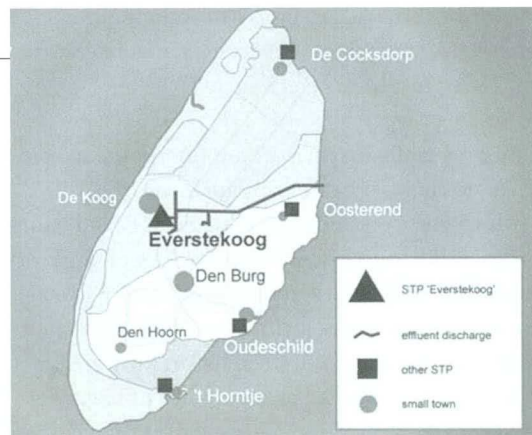 De Cocksdorp
De Koog
Oosterend
Everstekoog
Den Burg
Den Hoorn
Oudeschild
't Horntje
STP 'Everstekoog'
effluent discharge
other STP
small town